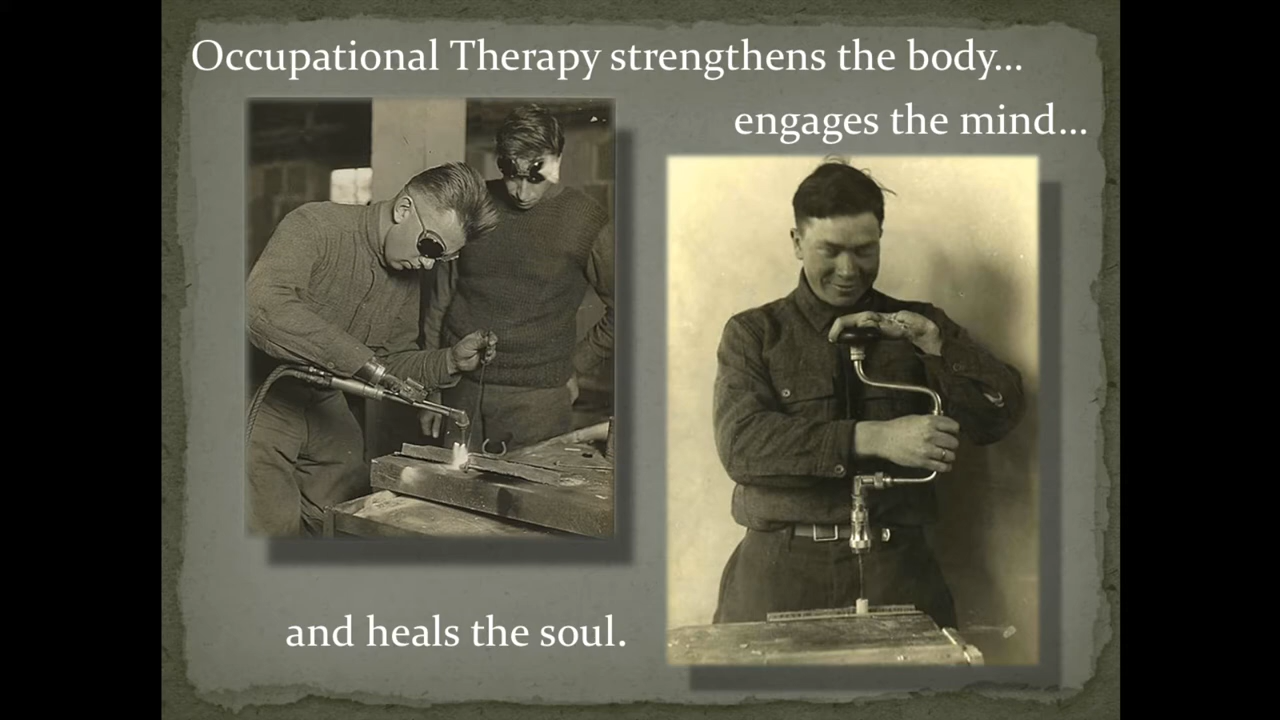 Occupational Therapy strengthens the body...
engages the mind...
and heals the soul.